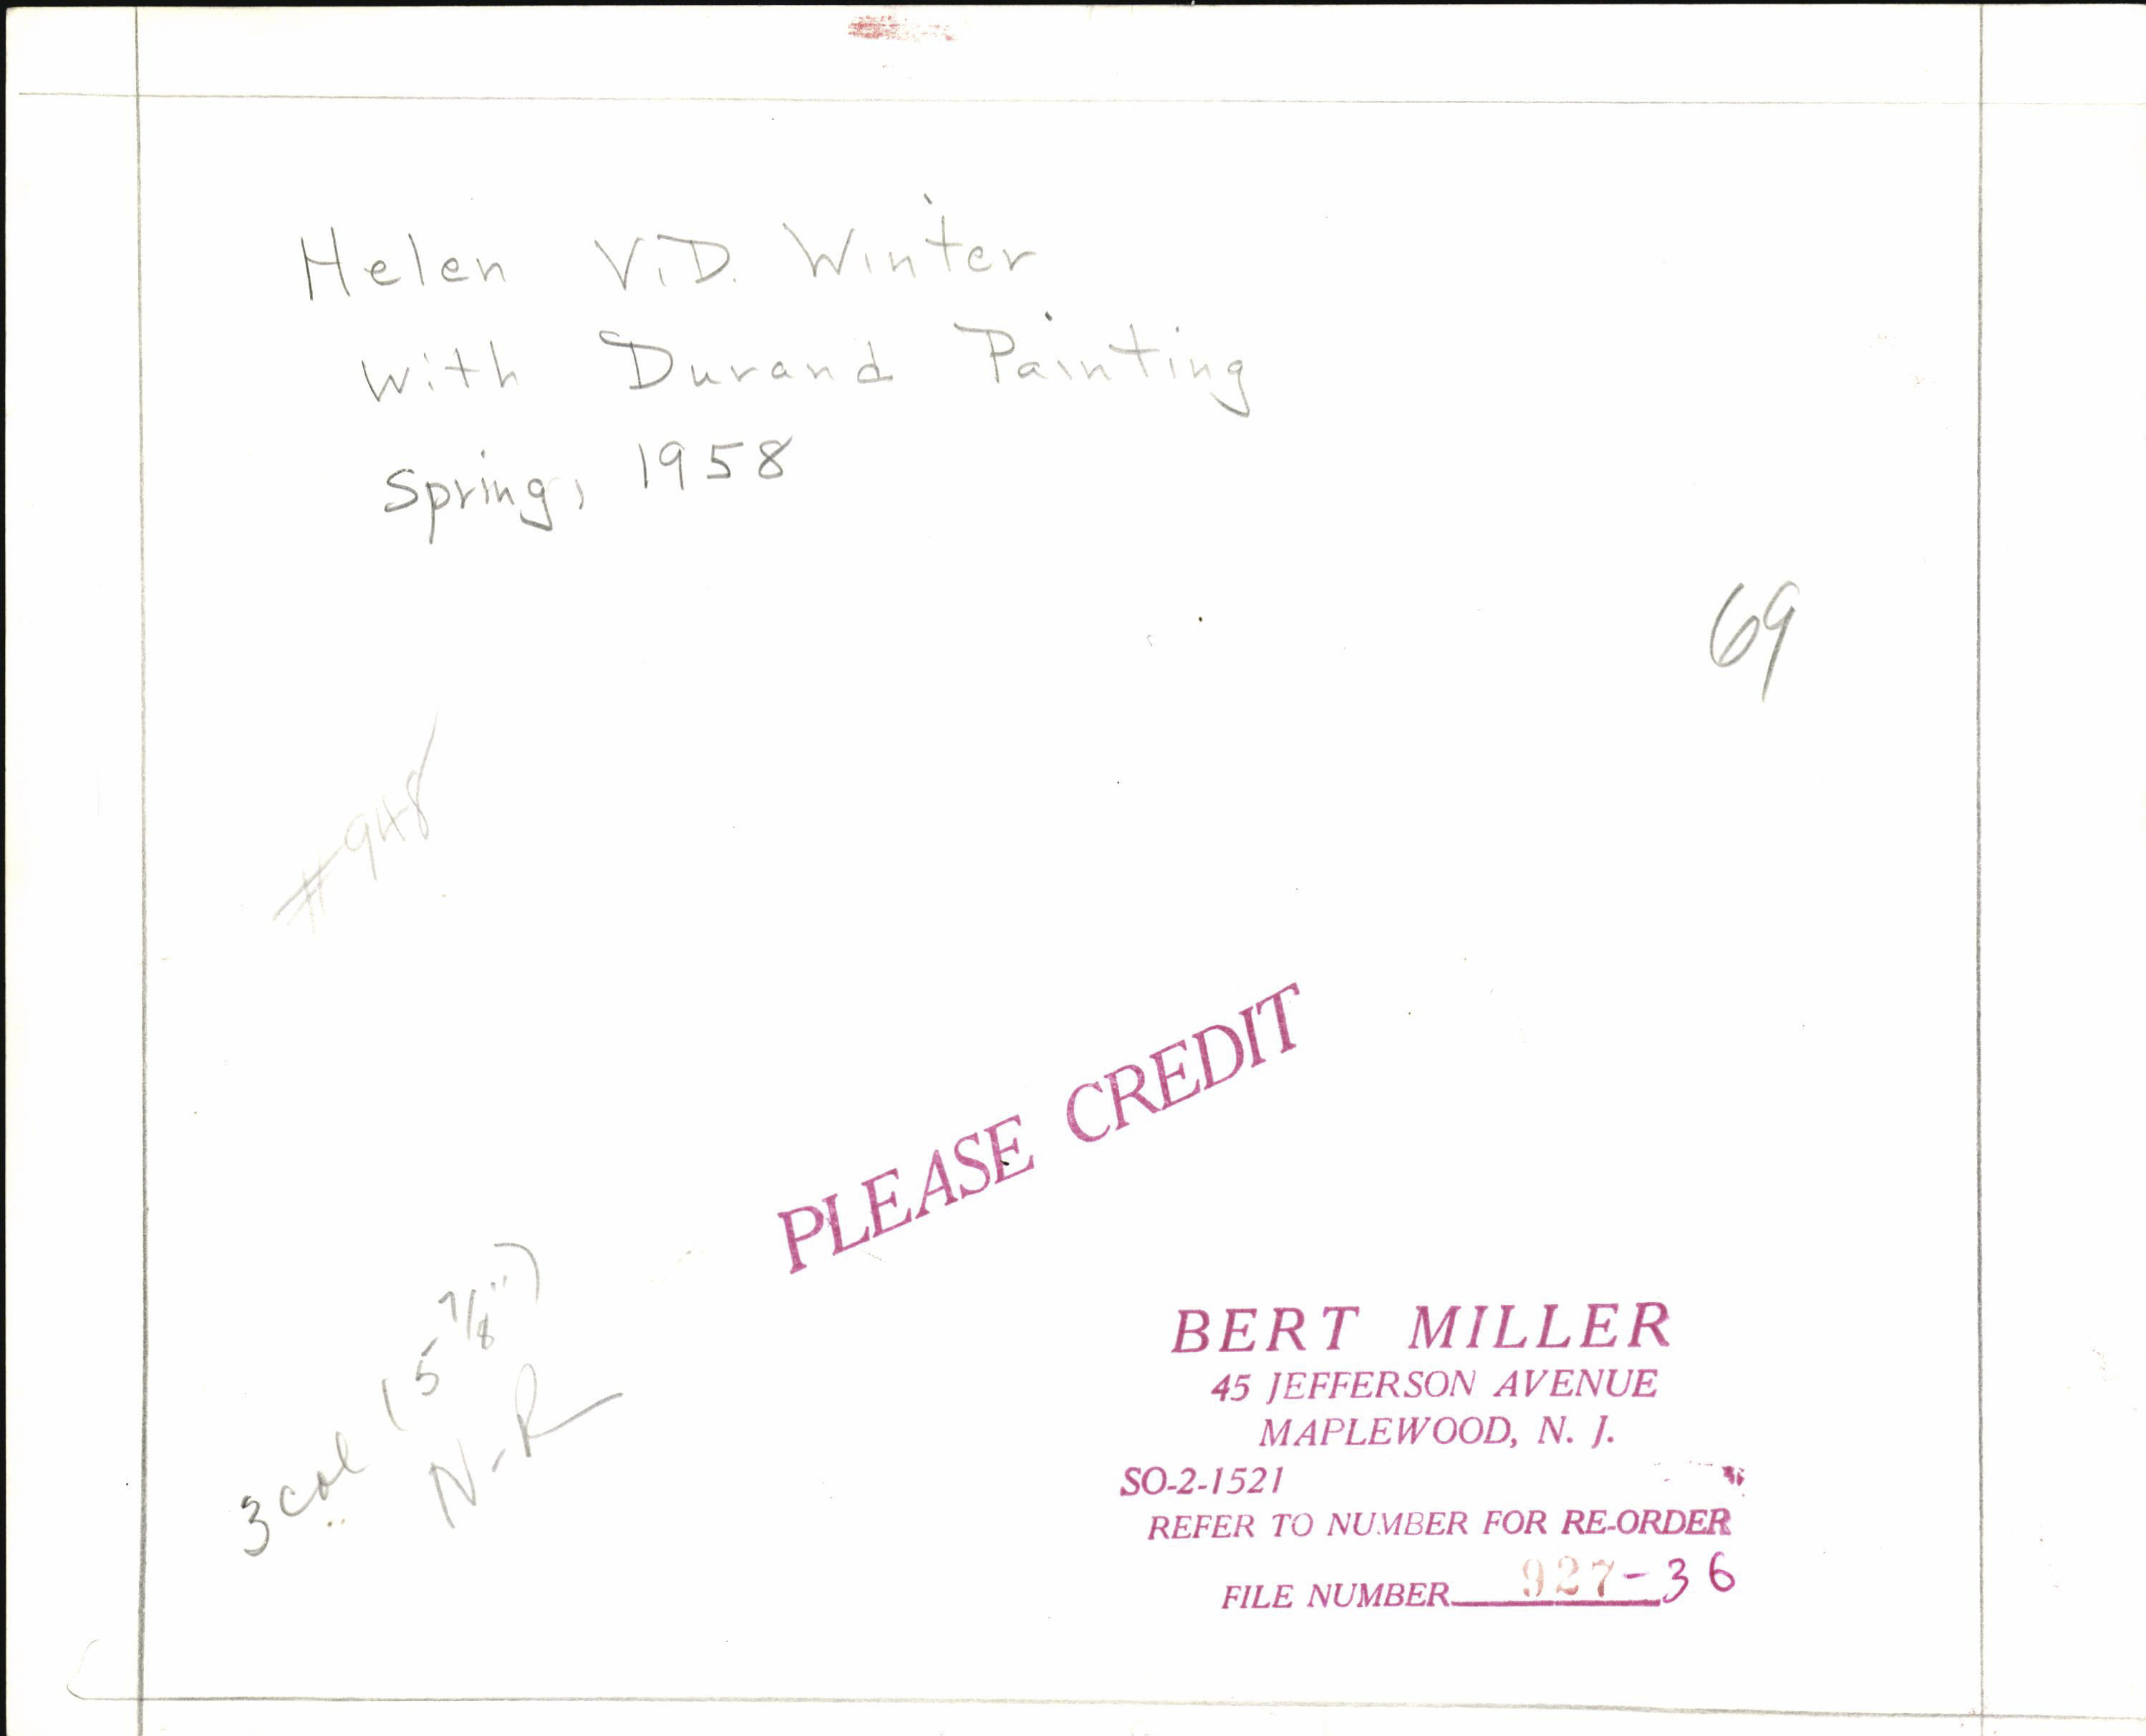 Helen V.D. Winter
with Durand Painting
Spring, 1958
69
#948
PLEASE CREDIT
3 col (5 7/8")
N-R
BERT MILLER
45 JEFFERSON AVENUE
MAPLEWOOD, N. J.
SO-2-1521
REFER TO NUMBER FOR RE-ORDER
FILE NUMBER 927-36